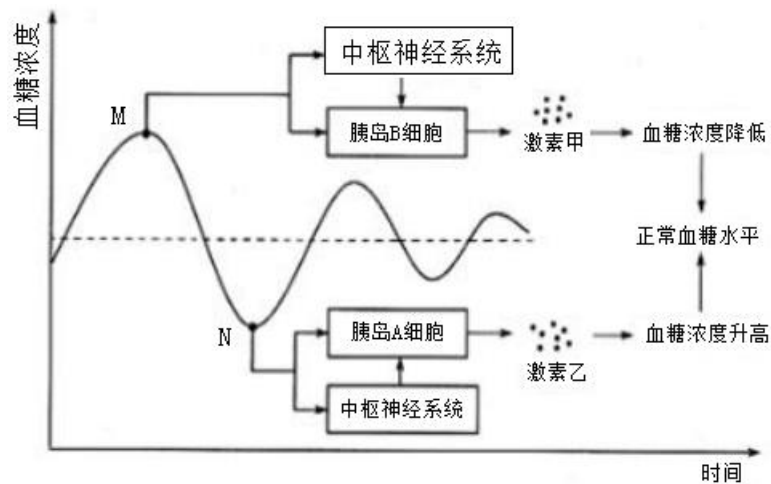 血糖浓度
中枢神经系统
M
胰岛B细胞
激素甲
血糖浓度降低
正常血糖水平
N
胰岛A细胞
激素乙
血糖浓度升高
中枢神经系统
时间